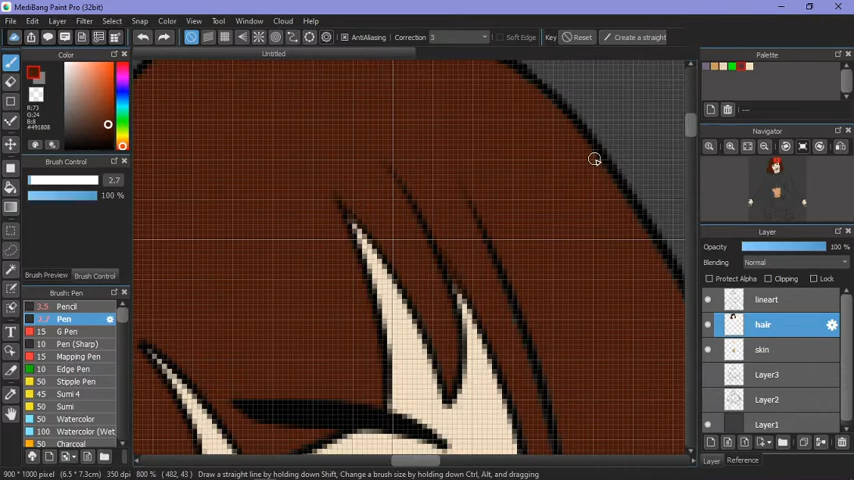 MediBang Paint Pro (32bit)
File Edit Layer Filter Select Snap Color View Tool Window Cloud Help
AntiAliasing Correction 3 Soft Edge Key Reset Create a straight
Color
Untitled
R:73
G:24
B:8
#491808
Brush Control
2.7
100 %
Brush Preview Brush Control
Brush: Pen
3.5 Pencil
2.7 Pen
15 G Pen
10 Pen (Sharp)
15 Mapping Pen
10 Edge Pen
50 Stipple Pen
45 Sumi 4
50 Sumi
50 Watercolor
100 Watercolor (Wet
50 Charcoal
Palette
---
Navigator
Layer
Opacity 100 %
Blending Normal
Protect Alpha Clipping Lock
lineart
hair
skin
Layer3
Layer2
Layer1
Layer Reference
900 * 1000 pixel (6.5 * 7.3cm) 350 dpi 800 % (482, 43) Draw a straight line by holding down Shift, Change a brush size by holding down Ctrl, Alt, and dragging